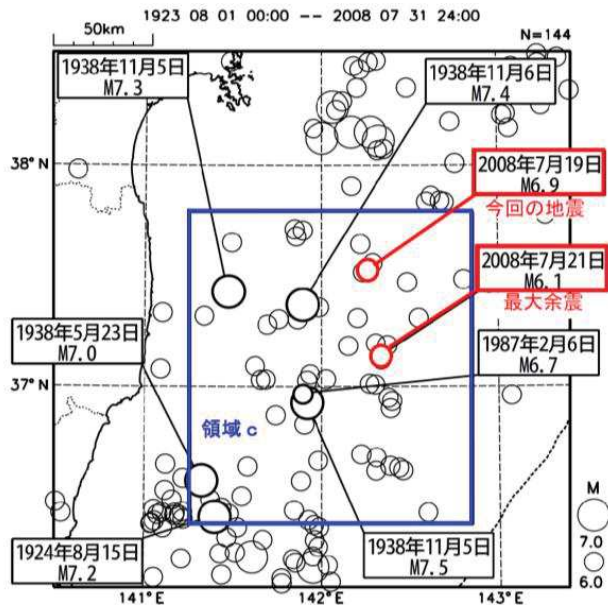 1923 08 01 00:00 -- 2008 07 31 24:00
50km
N=144
1938年11月5日
M7.3
1938年11月6日
M7.4
38°N
2008年7月19日
M6.9
今回の地震
2008年7月21日
M6.1
最大余震
1938年5月23日
M7.0
1987年2月6日
M6.7
37°N
領域c
M
7.0
6.0
1924年8月15日
M7.2
1938年11月5日
M7.5
141°E
142°E
143°E